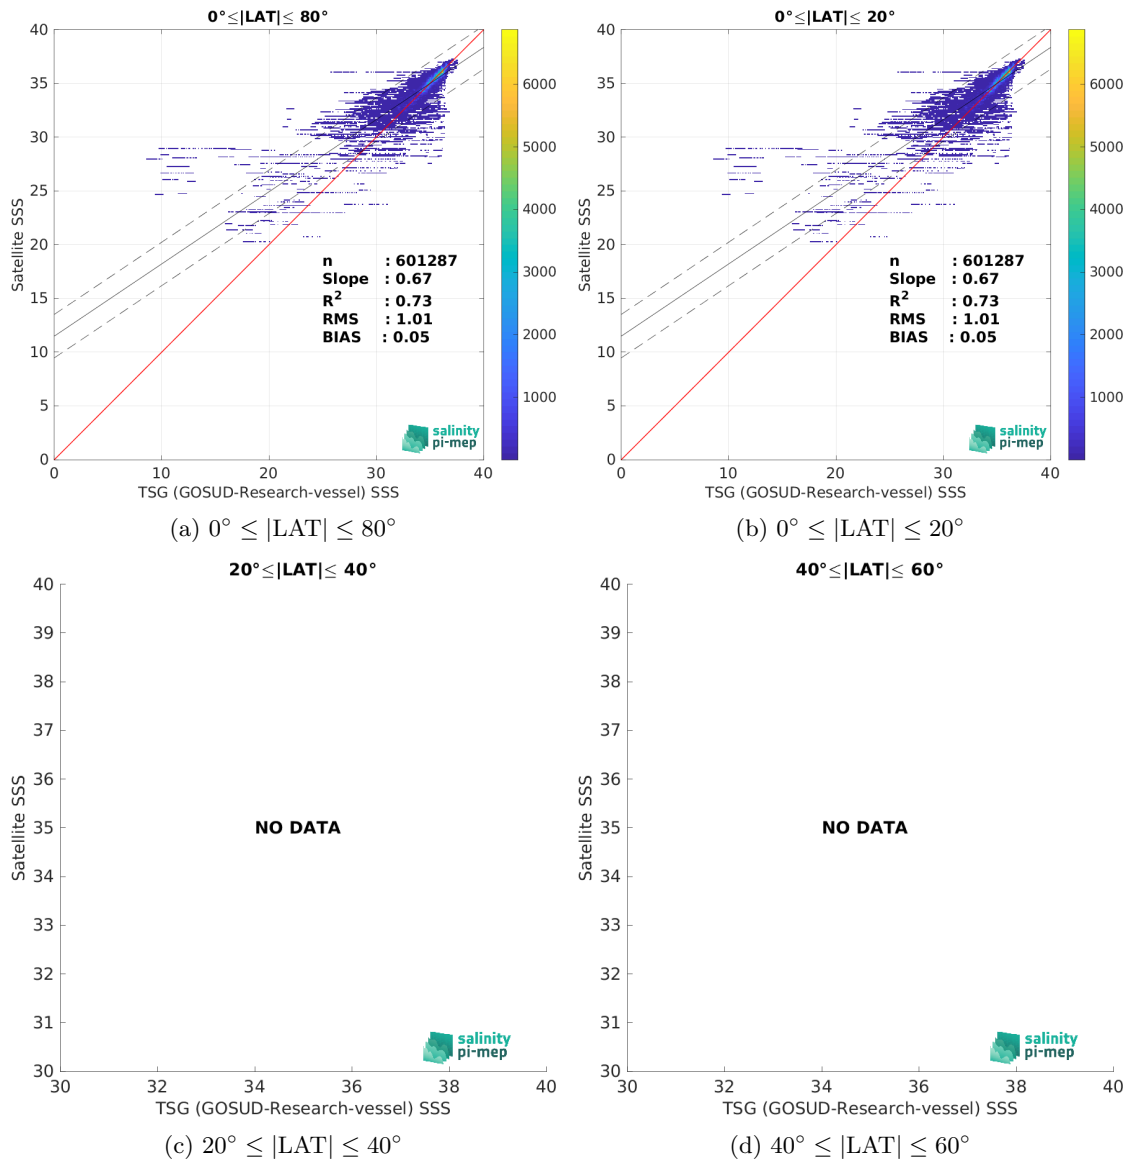 0°≤|LAT|≤ 80°
40
35
30
25
20
15
10
5
0
Satellite SSS
0
10
20
30
40
TSG (GOSUD-Research-vessel) SSS
n : 601287
Slope : 0.67
R² : 0.73
RMS : 1.01
BIAS : 0.05
salinity
pi-mep
6000
5000
4000
3000
2000
1000
(a) 0° ≤ |LAT| ≤ 80°
0°≤|LAT|≤ 20°
40
35
30
25
20
15
10
5
0
Satellite SSS
0
10
20
30
40
TSG (GOSUD-Research-vessel) SSS
n : 601287
Slope : 0.67
R² : 0.73
RMS : 1.01
BIAS : 0.05
salinity
pi-mep
6000
5000
4000
3000
2000
1000
(b) 0° ≤ |LAT| ≤ 20°
20°≤|LAT|≤ 40°
40
39
38
37
36
35
34
33
32
31
30
Satellite SSS
NO DATA
salinity
pi-mep
30
32
34
36
38
40
TSG (GOSUD-Research-vessel) SSS
(c) 20° ≤ |LAT| ≤ 40°
40°≤|LAT|≤ 60°
40
39
38
37
36
35
34
33
32
31
30
Satellite SSS
NO DATA
salinity
pi-mep
30
32
34
36
38
40
TSG (GOSUD-Research-vessel) SSS
(d) 40° ≤ |LAT| ≤ 60°